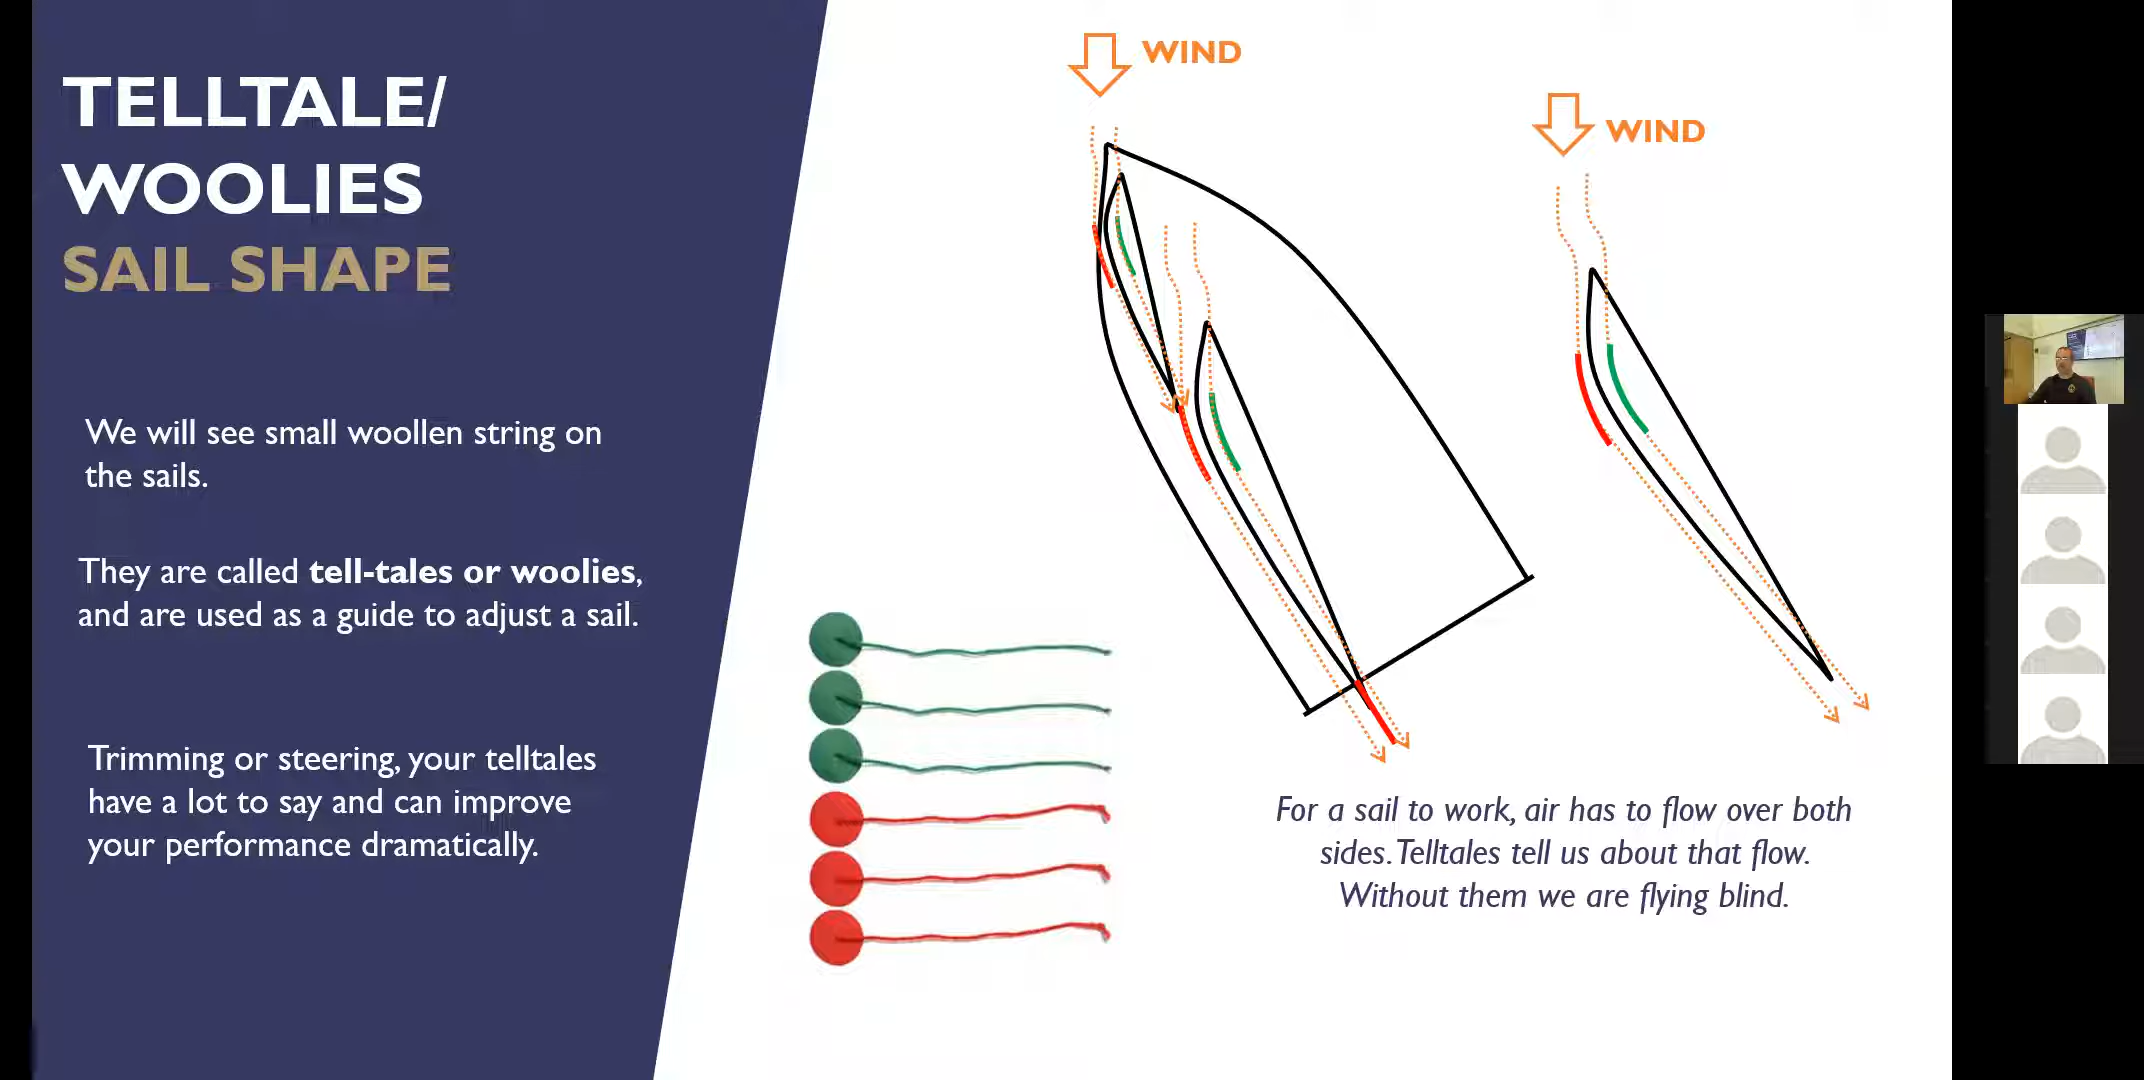 TELLTALE/
WOOLIES
SAIL SHAPE
We will see small woollen string on
the sails.
They are called tell-tales or woolies,
and are used as a guide to adjust a sail.
Trimming or steering, your telltales
have a lot to say and can improve
your performance dramatically.
WIND
WIND
For a sail to work, air has to flow over both
sides. Telltales tell us about that flow.
Without them we are flying blind.